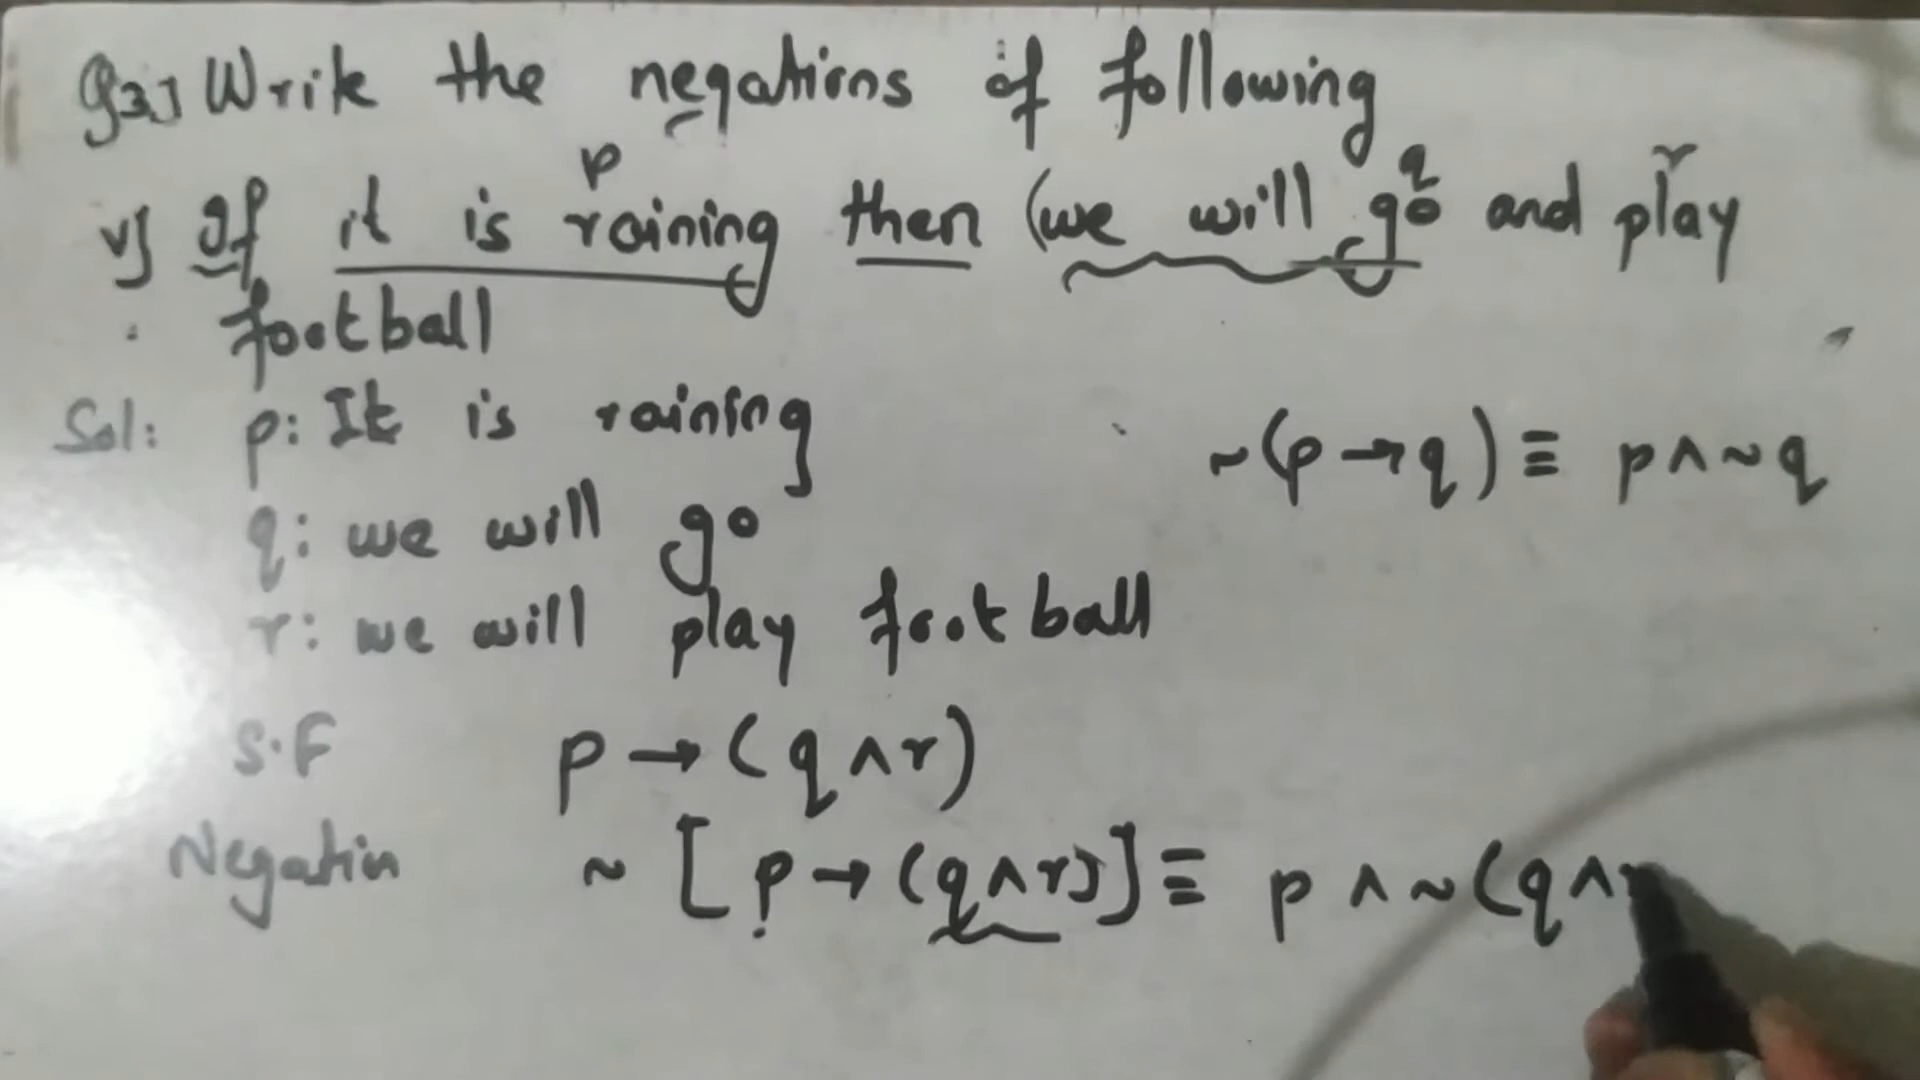 Q3] Write the negations of following
v] If it is raining then (we will go and play
p q r
football
Sol: p: It is raining
~(p→q) ≡ p∧~q
q: we will go
r: we will play football
S.F p→(q∧r)
Negation ~[p→(q∧r)] ≡ p∧~(q∧r